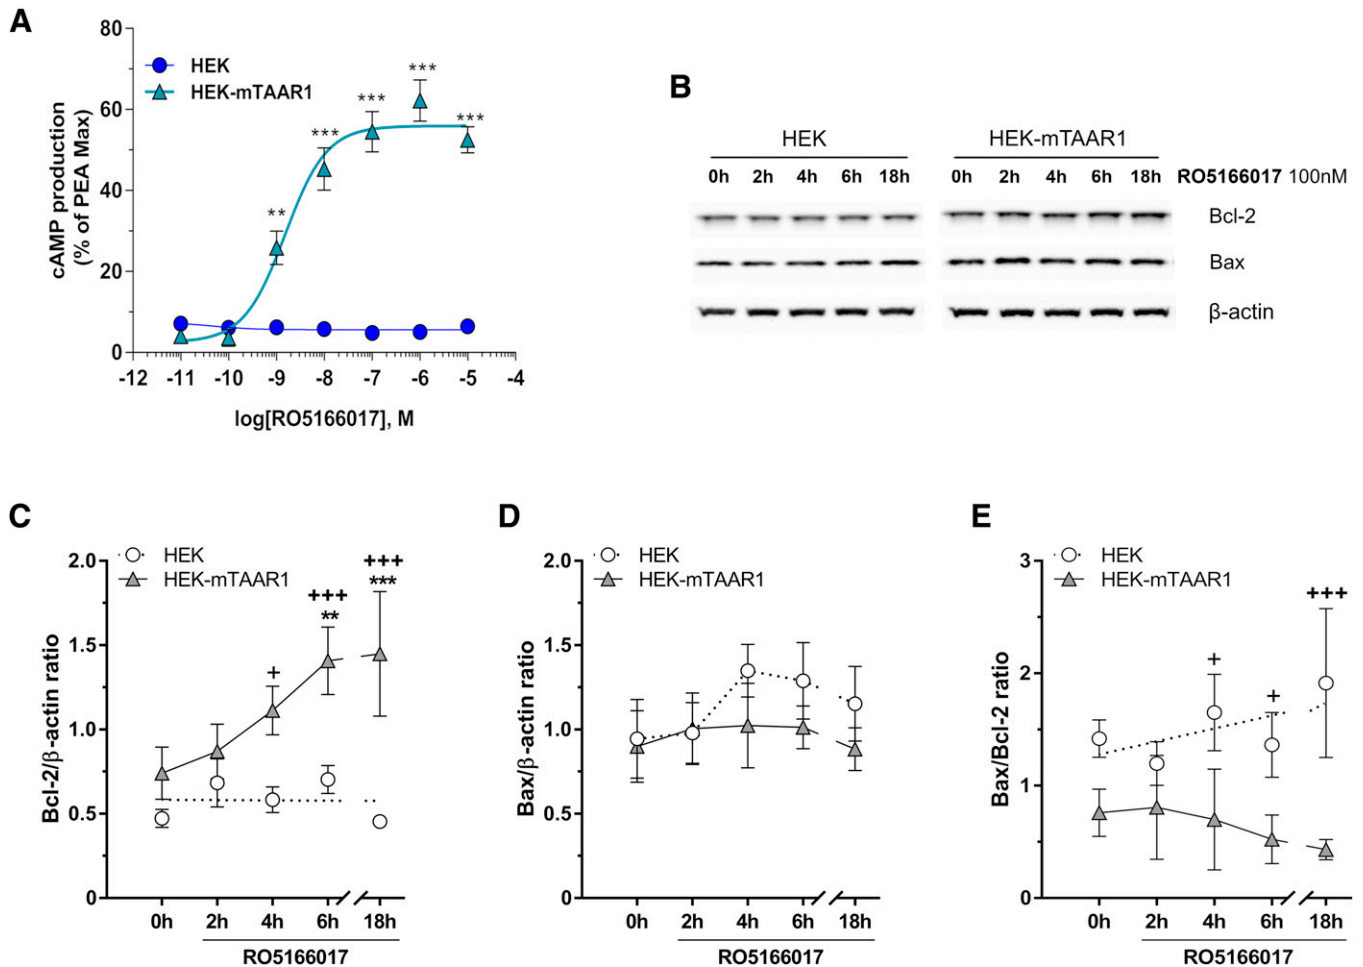 A
80
60
40
20
0
cAMP production
(% of PEA Max)
HEK
HEK-mTAAR1
**
***
***
***
***
-12 -11 -10 -9 -8 -7 -6 -5 -4
log[RO5166017], M
B
HEK HEK-mTAAR1
0h 2h 4h 6h 18h 0h 2h 4h 6h 18h RO5166017 100nM
Bcl-2
Bax
β-actin
C
HEK
HEK-mTAAR1
2.0
1.5
1.0
0.5
0
Bcl-2/β-actin ratio
+
+++
**
+++
***
0h 2h 4h 6h 18h
RO5166017
D
HEK
HEK-mTAAR1
2.0
1.5
1.0
0.5
0
Bax/β-actin ratio
0h 2h 4h 6h 18h
RO5166017
E
HEK
HEK-mTAAR1
3
2
1
0
Bax/Bcl-2 ratio
+
+
+++
0h 2h 4h 6h 18h
RO5166017